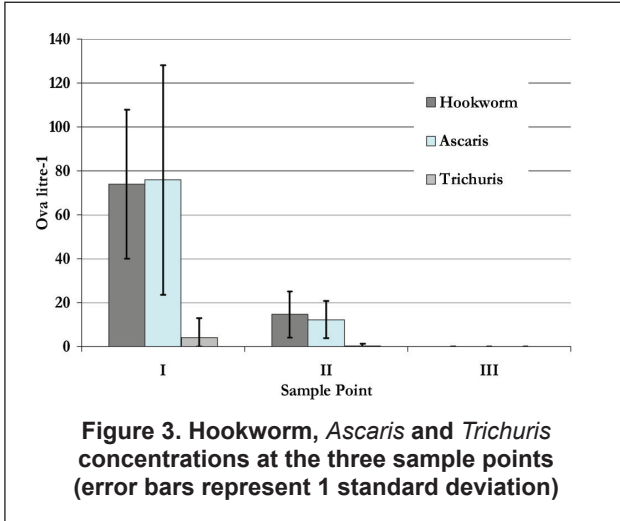 140
120
100
80
60
40
20
0
Ova litre-1
Hookworm
Ascaris
Trichuris
I II III
Sample Point
Figure 3. Hookworm, Ascaris and Trichuris
concentrations at the three sample points
(error bars represent 1 standard deviation)